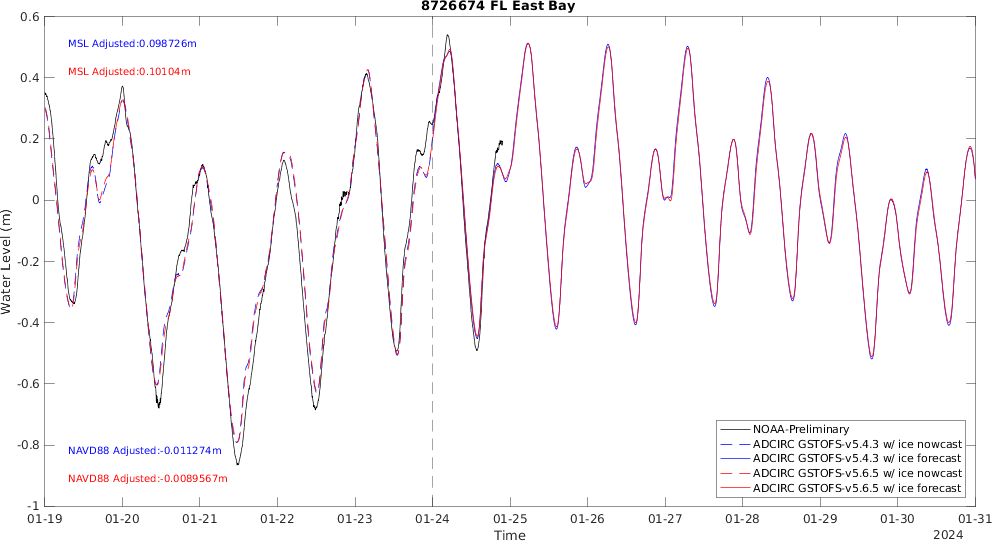 8726674 FL East Bay
MSL Adjusted:0.098726m
MSL Adjusted:0.10104m
NAVD88 Adjusted:-0.011274m
NAVD88 Adjusted:-0.0089567m
Water Level (m)
0.6
0.4
0.2
0
-0.2
-0.4
-0.6
-0.8
-1
NOAA-Preliminary
ADCIRC GSTOFS-v5.4.3 w/ ice nowcast
ADCIRC GSTOFS-v5.4.3 w/ ice forecast
ADCIRC GSTOFS-v5.6.5 w/ ice nowcast
ADCIRC GSTOFS-v5.6.5 w/ ice forecast
01-19 01-20 01-21 01-22 01-23 01-24 01-25 01-26 01-27 01-28 01-29 01-30 01-31
Time
2024